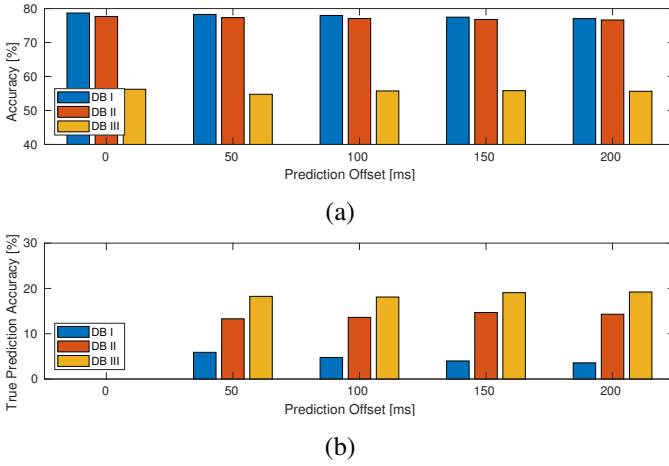 80
70
60
50
40
Accuracy [%]
DB I
DB II
DB III
0 50 100 150 200
Prediction Offset [ms]
(a)
30
20
10
0
True Prediction Accuracy [%]
DB I
DB II
DB III
0 50 100 150 200
Prediction Offset [ms]
(b)